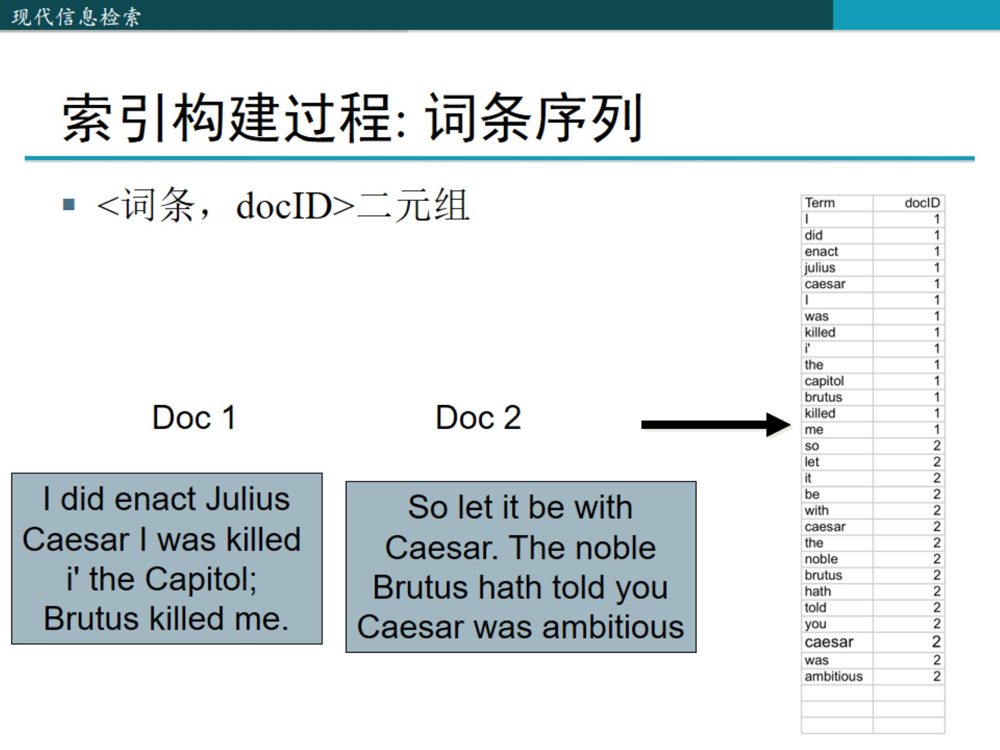 现代信息检索
索引构建过程: 词条序列
<词条，docID>二元组
Doc 1
I did enact Julius
Caesar I was killed
i' the Capitol;
Brutus killed me.
Doc 2
So let it be with
Caesar. The noble
Brutus hath told you
Caesar was ambitious
Term docID
I 1
did 1
enact 1
julius 1
caesar 1
I 1
was 1
killed 1
i' 1
the 1
capitol 1
brutus 1
killed 1
me 1
so 2
let 2
it 2
be 2
with 2
caesar 2
the 2
noble 2
brutus 2
hath 2
told 2
you 2
caesar 2
was 2
ambitious 2